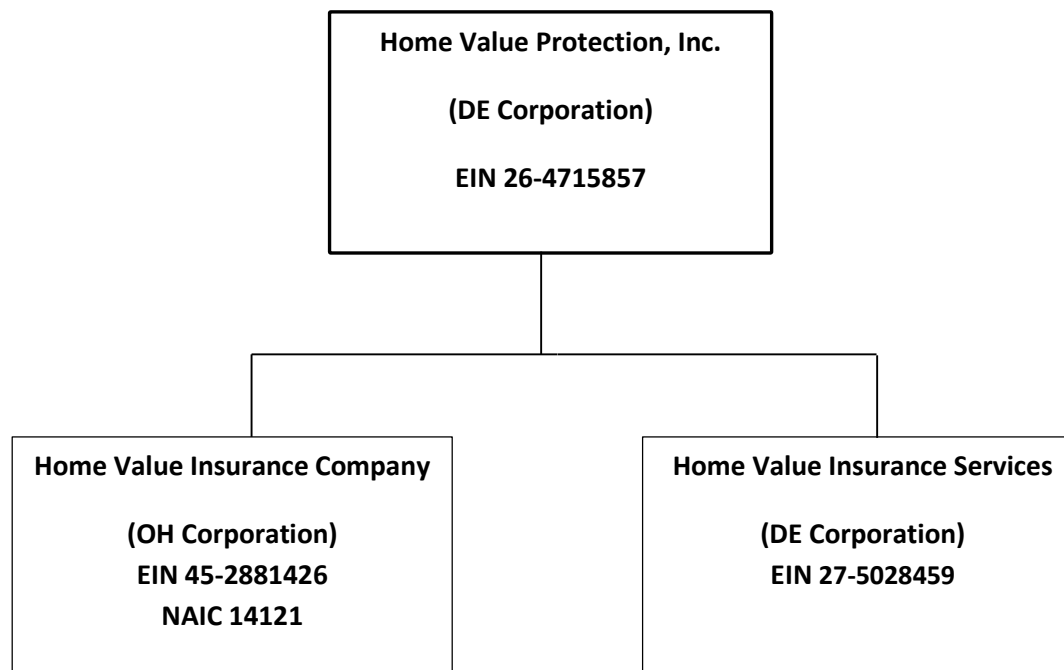 Home Value Protection, Inc.
(DE Corporation)
EIN 26-4715857
Home Value Insurance Company
(OH Corporation)
EIN 45-2881426
NAIC 14121
Home Value Insurance Services
(DE Corporation)
EIN 27-5028459